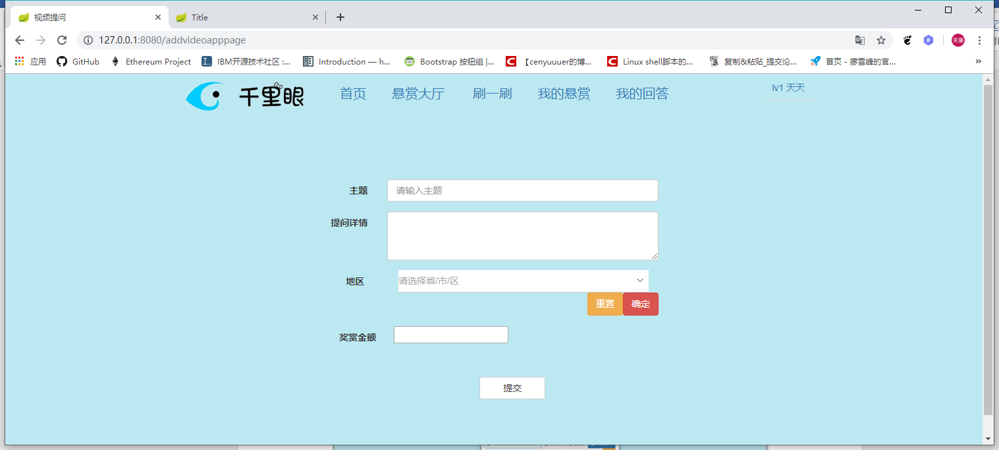 视频提问
Title
127.0.0.1:8080/addvideoapppage
天豪
应用
GitHub
Ethereum Project
IBM开源技术社区 :...
Introduction — h...
Bootstrap 按钮组 |...
【cenyuuuer的博...
Linux shell脚本的...
复制&粘贴_提交论...
首页 - 廖雪峰的官...
»
千里眼
首页
悬赏大厅
刷一刷
我的悬赏
我的回答
lv1 天天
主题
请输入主题
提问详情
地区
请选择省/市/区
重置
确定
奖赏金额
提交